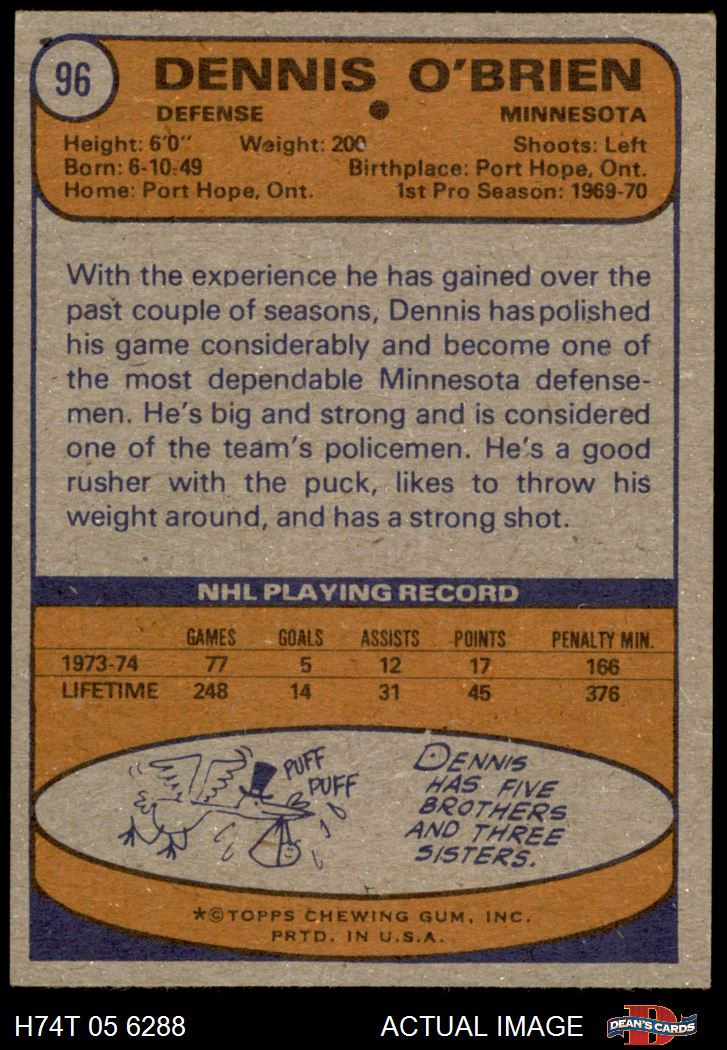 96
DENNIS O'BRIEN
DEFENSE MINNESOTA
Height: 6'0" Weight: 200 Shoots: Left
Born: 6-10-49 Birthplace: Port Hope, Ont.
Home: Port Hope, Ont. 1st Pro Season: 1969-70
With the experience he has gained over the
past couple of seasons, Dennis has polished
his game considerably and become one of
the most dependable Minnesota defense-
men. He's big and strong and is considered
one of the team's policemen. He's a good
rusher with the puck, likes to throw his
weight around, and has a strong shot.
NHL PLAYING RECORD
GAMES GOALS ASSISTS POINTS PENALTY MIN.
1973-74 77 5 12 17 166
LIFETIME 248 14 31 45 376
PUFF
PUFF
DENNIS
HAS FIVE
BROTHERS
AND THREE
SISTERS.
*©TOPPS CHEWING GUM, INC.
PRTD. IN U.S.A.
H74T 05 6288 ACTUAL IMAGE D DEAN'S CARDS